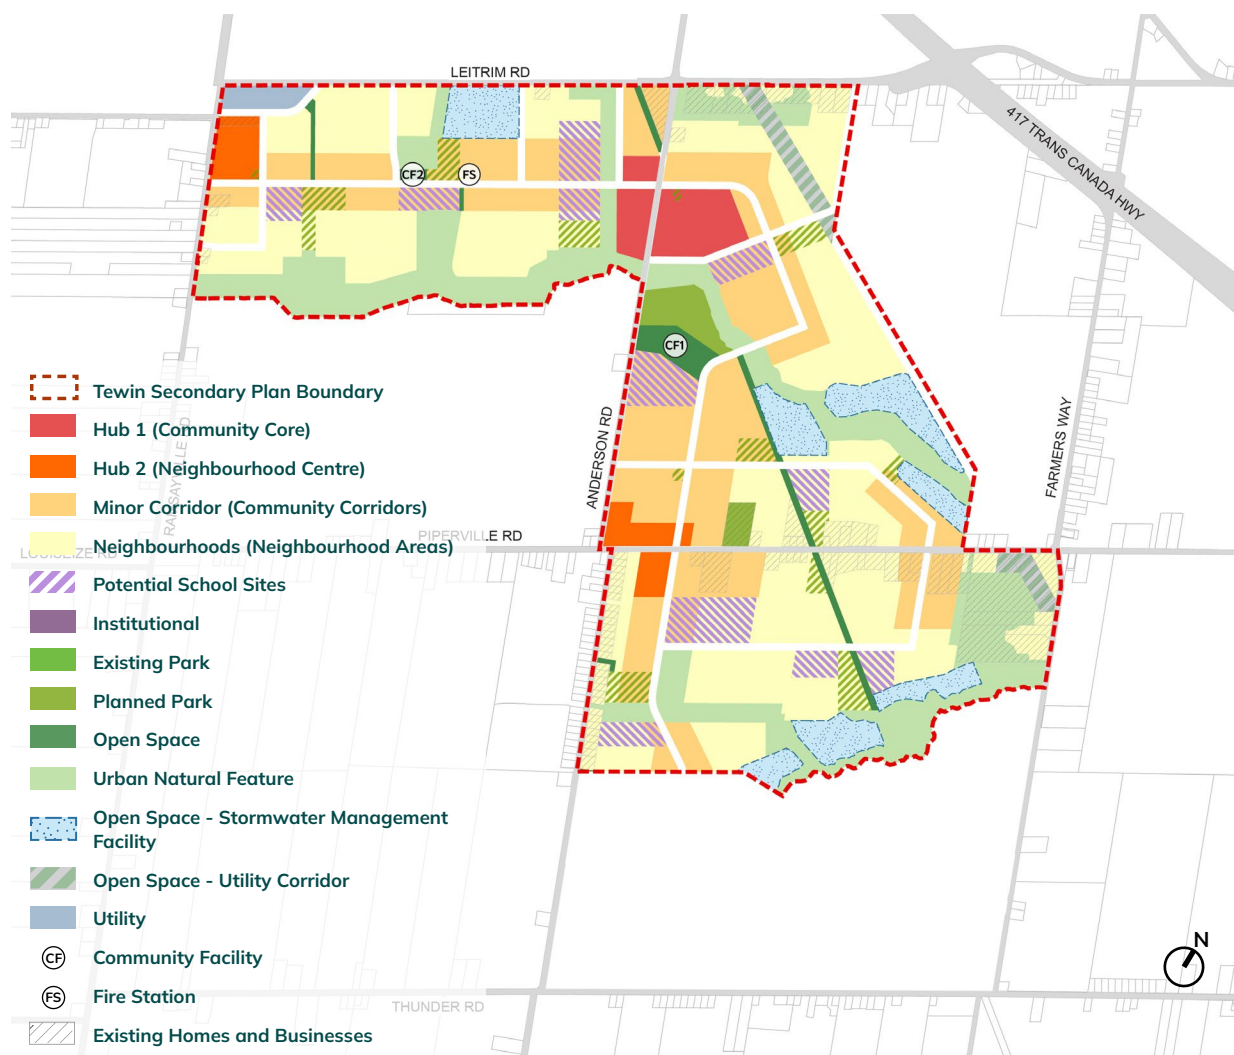 LEITRIM RD
417 TRANS CANADA HWY
CF2
FS
CF1
ANDERSON RD
FARMERS WAY
RAMSAYVILLE RD
PIPERVILLE RD
Tewin Secondary Plan Boundary
Hub 1 (Community Core)
Hub 2 (Neighbourhood Centre)
Minor Corridor (Community Corridors)
Neighbourhoods (Neighbourhood Areas)
Potential School Sites
Institutional
Existing Park
Planned Park
Open Space
Urban Natural Feature
Open Space - Stormwater Management
Facility
Open Space - Utility Corridor
Utility
CF Community Facility
FS Fire Station
Existing Homes and Businesses
THUNDER RD
N